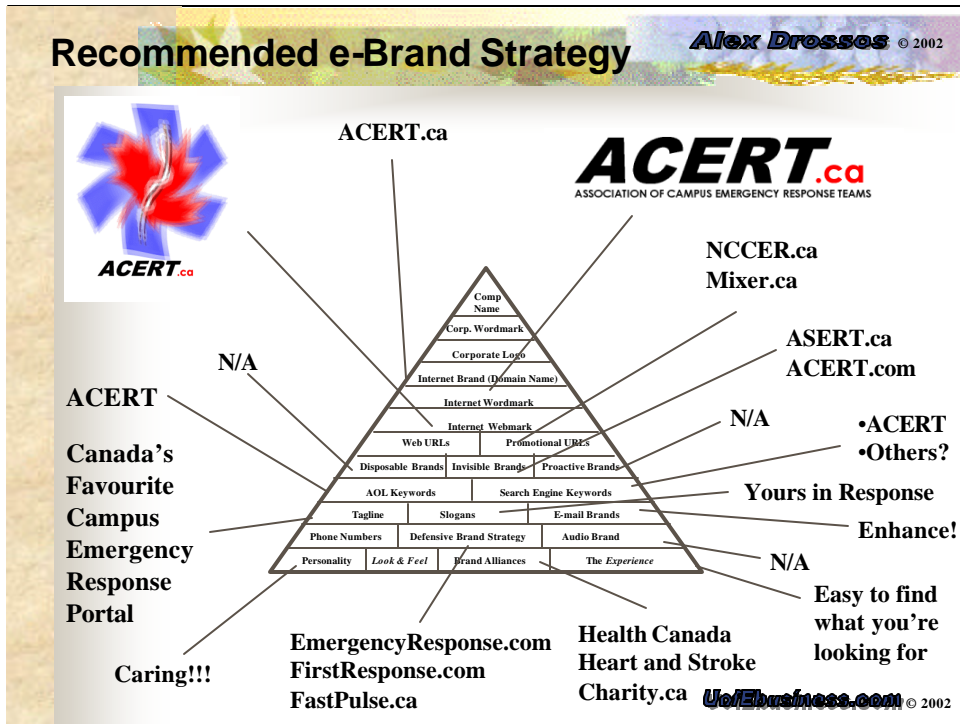 Recommended e-Brand Strategy
Alex Drossos © 2002
ACERT.ca
ACERT.ca
ASSOCIATION OF CAMPUS EMERGENCY RESPONSE TEAMS
ACERT.ca
NCCER.ca
Mixer.ca
ASERT.ca
ACERT.com
N/A
ACERT
N/A
•ACERT
•Others?
Canada's
Favourite
Campus
Emergency
Response
Portal
Yours in Response
Enhance!
N/A
Comp
Name
Corp. Wordmark
Corporate Logo
Internet Brand (Domain Name)
Internet Wordmark
Internet Webmark
Web URLs Promotional URLs
Disposable Brands Invisible Brands Proactive Brands
AOL Keywords Search Engine Keywords
Tagline Slogans E-mail Brands
Phone Numbers Defensive Brand Strategy Audio Brand
Personality Look & Feel Brand Alliances The Experience
Easy to find
what you're
looking for
Caring!!!
EmergencyResponse.com
FirstResponse.com
FastPulse.ca
Health Canada
Heart and Stroke
Charity.ca
UofEbusiness.com © 2002